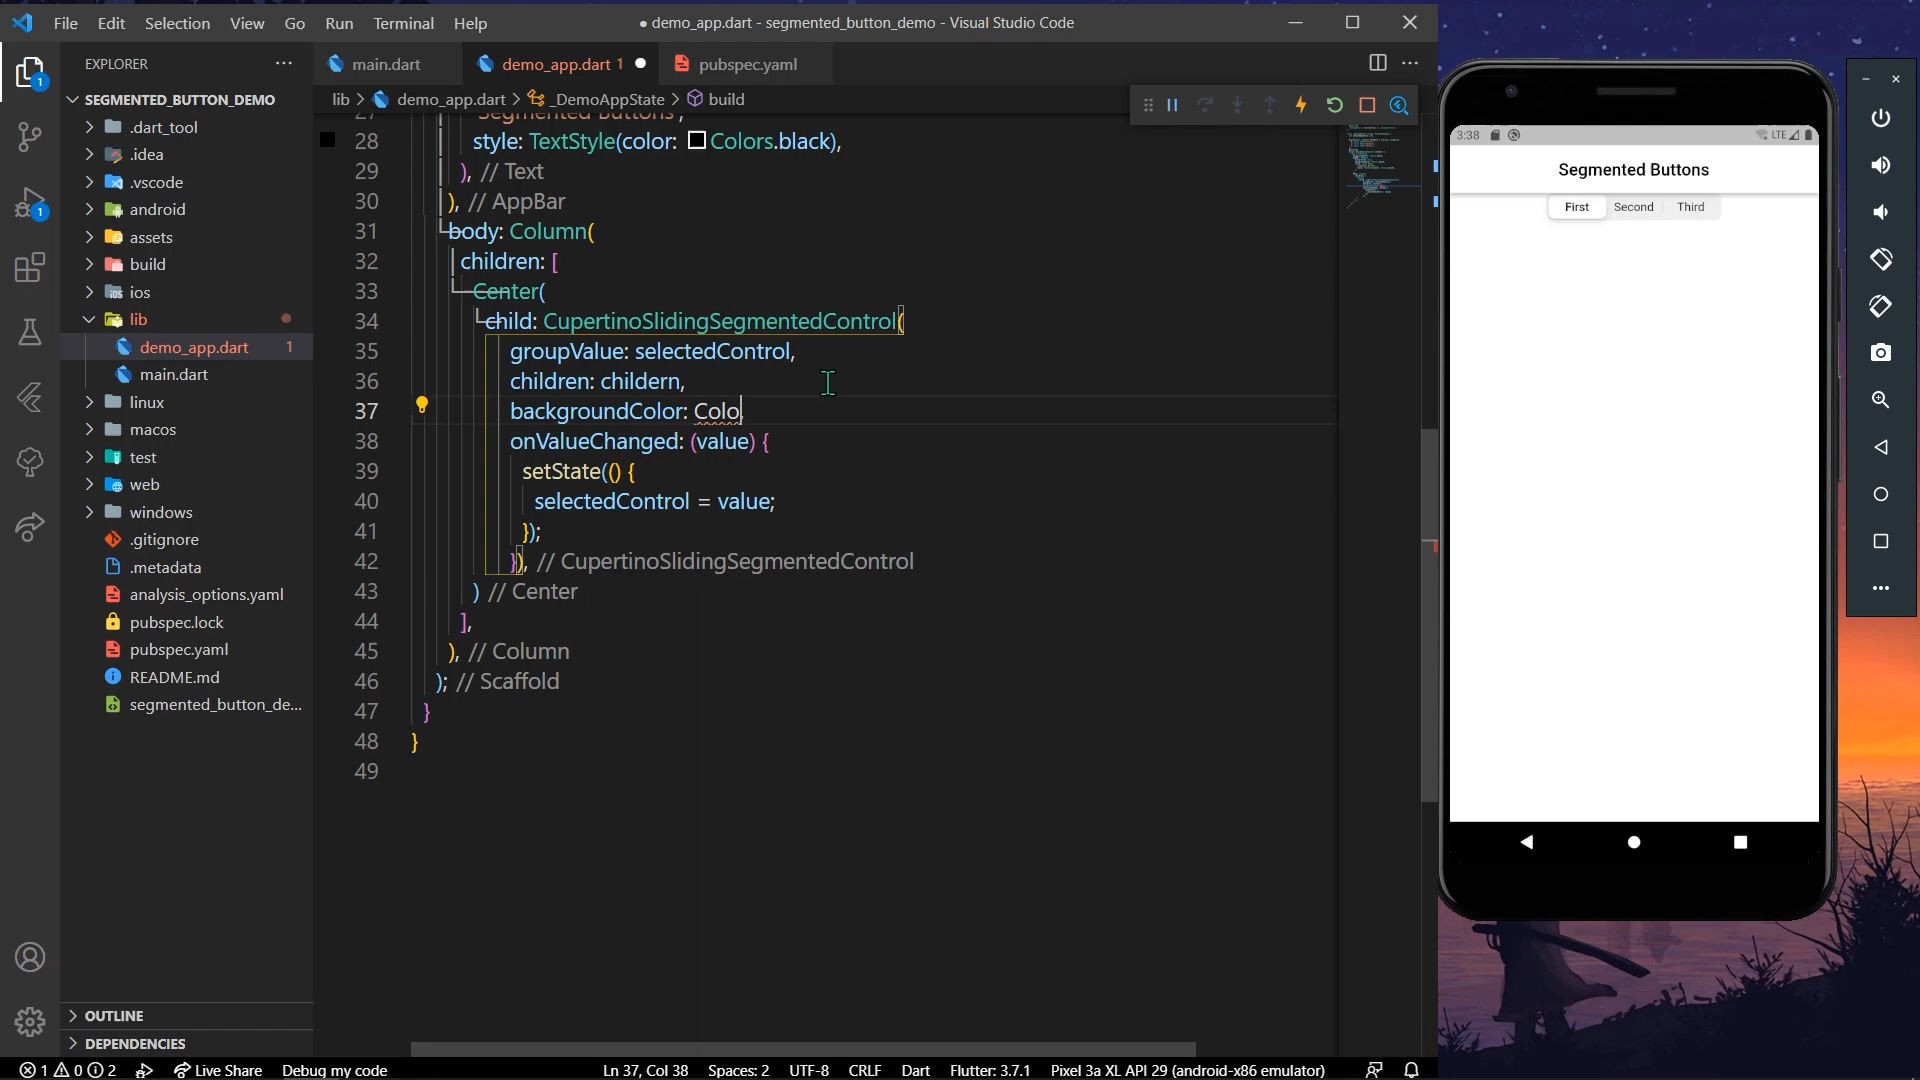 File Edit Selection View Go Run Terminal Help
● demo_app.dart - segmented_button_demo - Visual Studio Code
EXPLORER
main.dart
demo_app.dart 1
pubspec.yaml
lib > demo_app.dart > _DemoAppState > build
SEGMENTED_BUTTON_DEMO
.dart_tool
.idea
.vscode
android
assets
build
ios
lib
demo_app.dart 1
main.dart
linux
macos
test
web
windows
.gitignore
.metadata
analysis_options.yaml
pubspec.lock
pubspec.yaml
README.md
segmented_button_de...
OUTLINE
DEPENDENCIES
1
1
27 "Segmented Buttons",
28 style: TextStyle(color: Colors.black),
29 ), // Text
30 ), // AppBar
31 body: Column(
32 children: [
33 Center(
34 child: CupertinoSlidingSegmentedControl(
35 groupValue: selectedControl,
36 children: childern,
37 backgroundColor: Colo,
38 onValueChanged: (value) {
39 setState(() {
40 selectedControl = value;
41 });
42 }), // CupertinoSlidingSegmentedControl
43 ) // Center
44 ],
45 ), // Column
46 ); // Scaffold
47 }
48 }
49
3:38 LTE
Segmented Buttons
First Second Third
1 0 2 Live Share Debug my code Ln 37, Col 38 Spaces: 2 UTF-8 CRLF Dart Flutter: 3.7.1 Pixel 3a XL API 29 (android-x86 emulator)